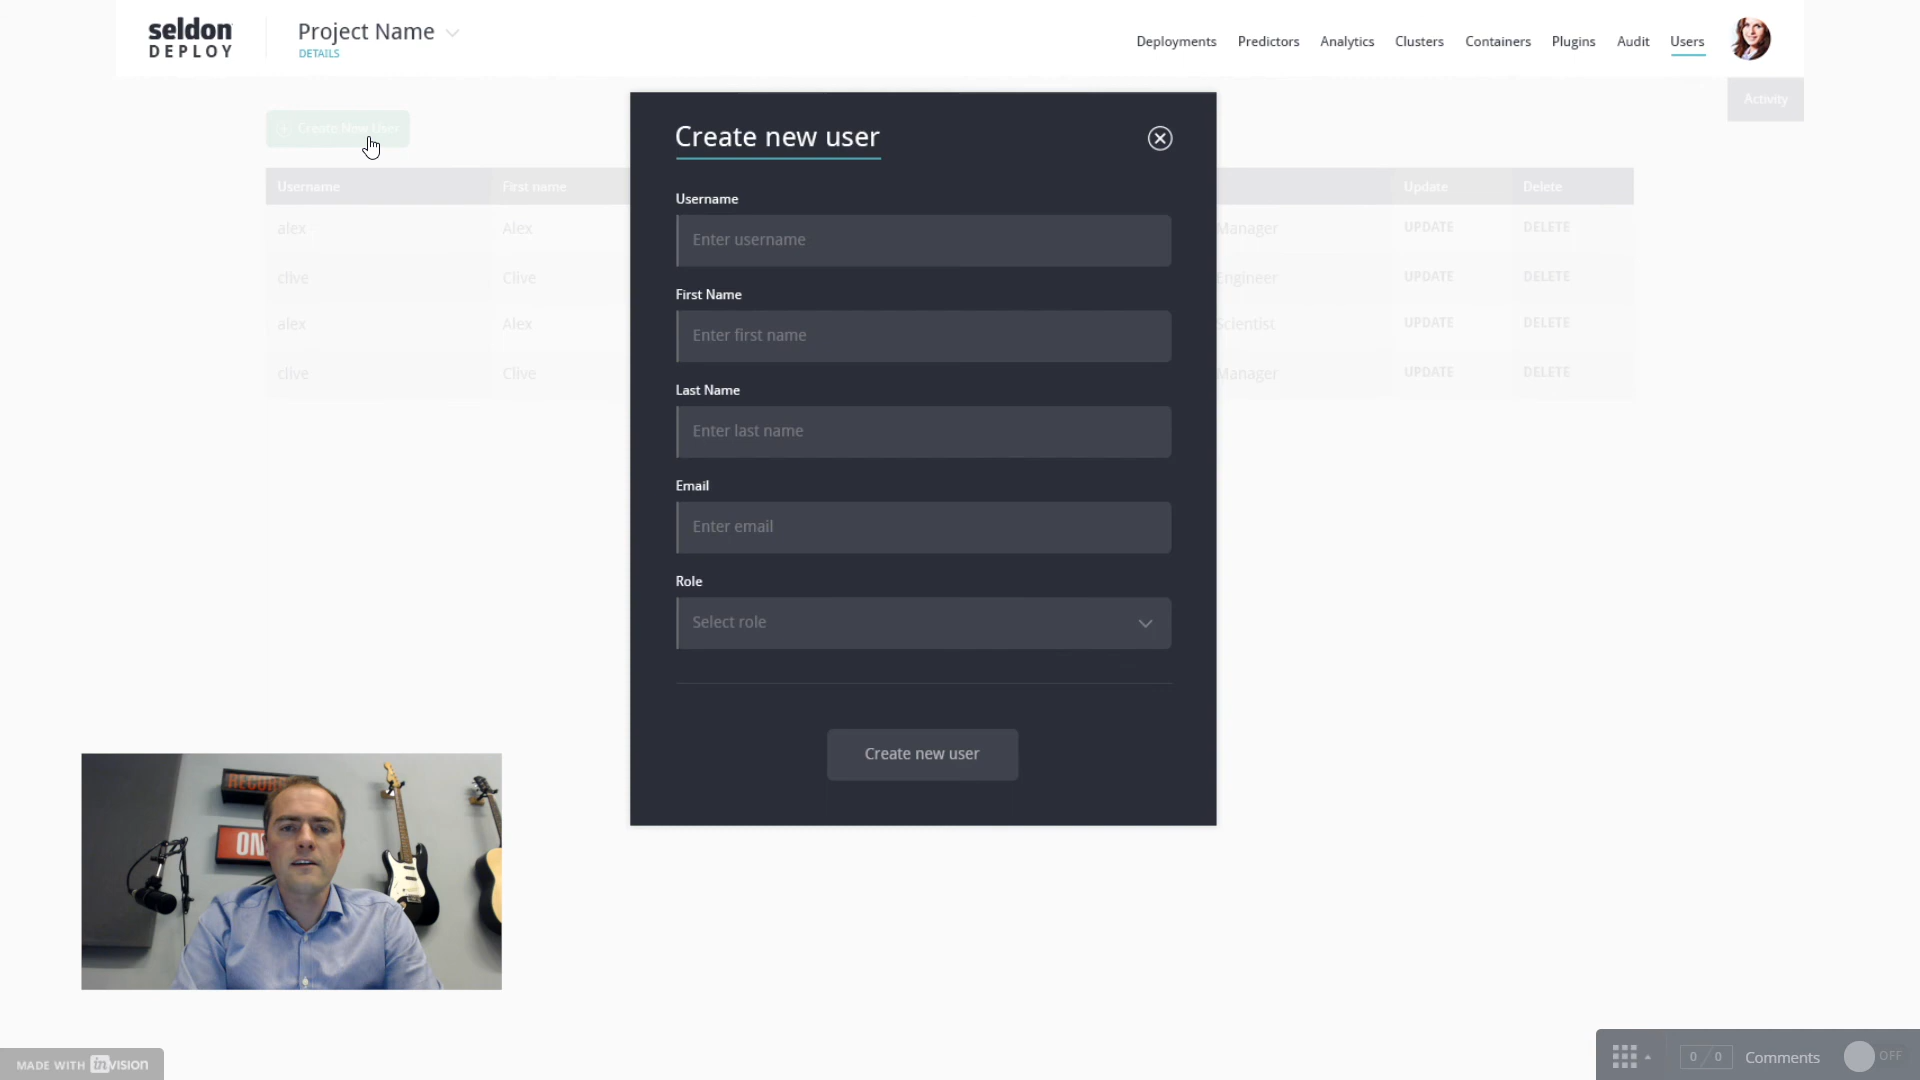 seldon
DEPLOY
Project Name
DETAILS
Deployments Predictors Analytics Clusters Containers Plugins Audit Users
Activity
Create New User
Username First name Update Delete
alex Alex Manager UPDATE DELETE
clive Clive Engineer UPDATE DELETE
alex Alex Scientist UPDATE DELETE
clive Clive Manager UPDATE DELETE
Create new user
Username
Enter username
First Name
Enter first name
Last Name
Enter last name
Email
Enter email
Role
Select role
Create new user
ON
MADE WITH invision
0 / 0 Comments OFF